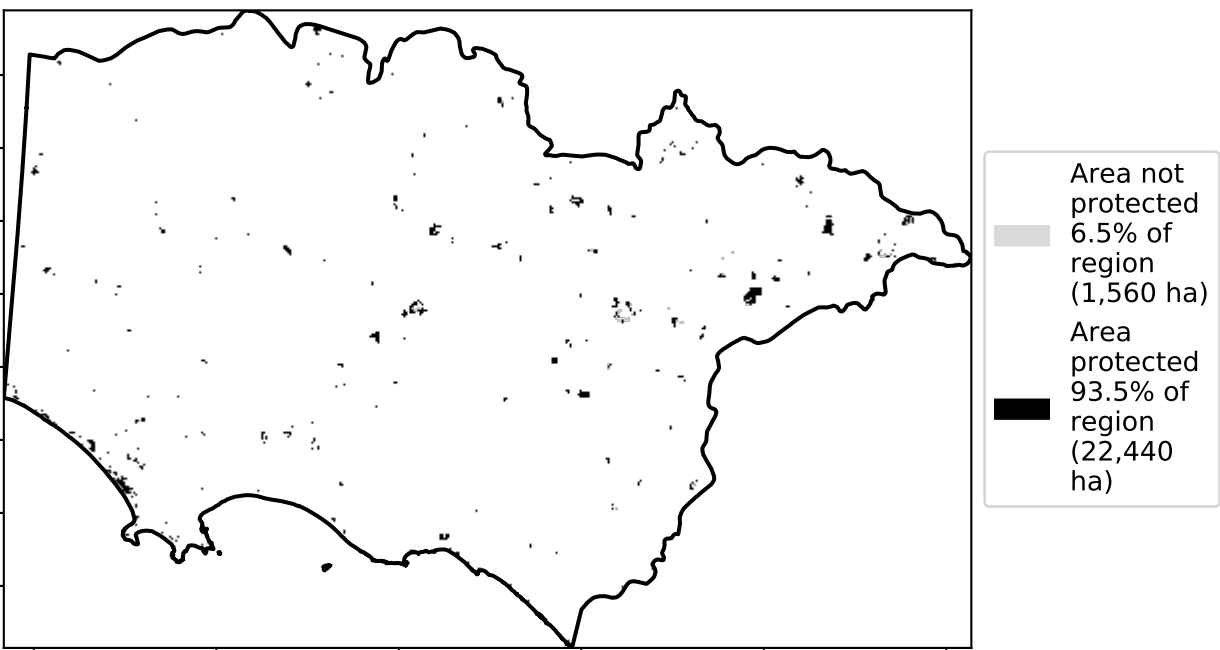 Area not
protected
6.5% of
region
(1,560 ha)
Area
protected
93.5% of
region
(22,440
ha)